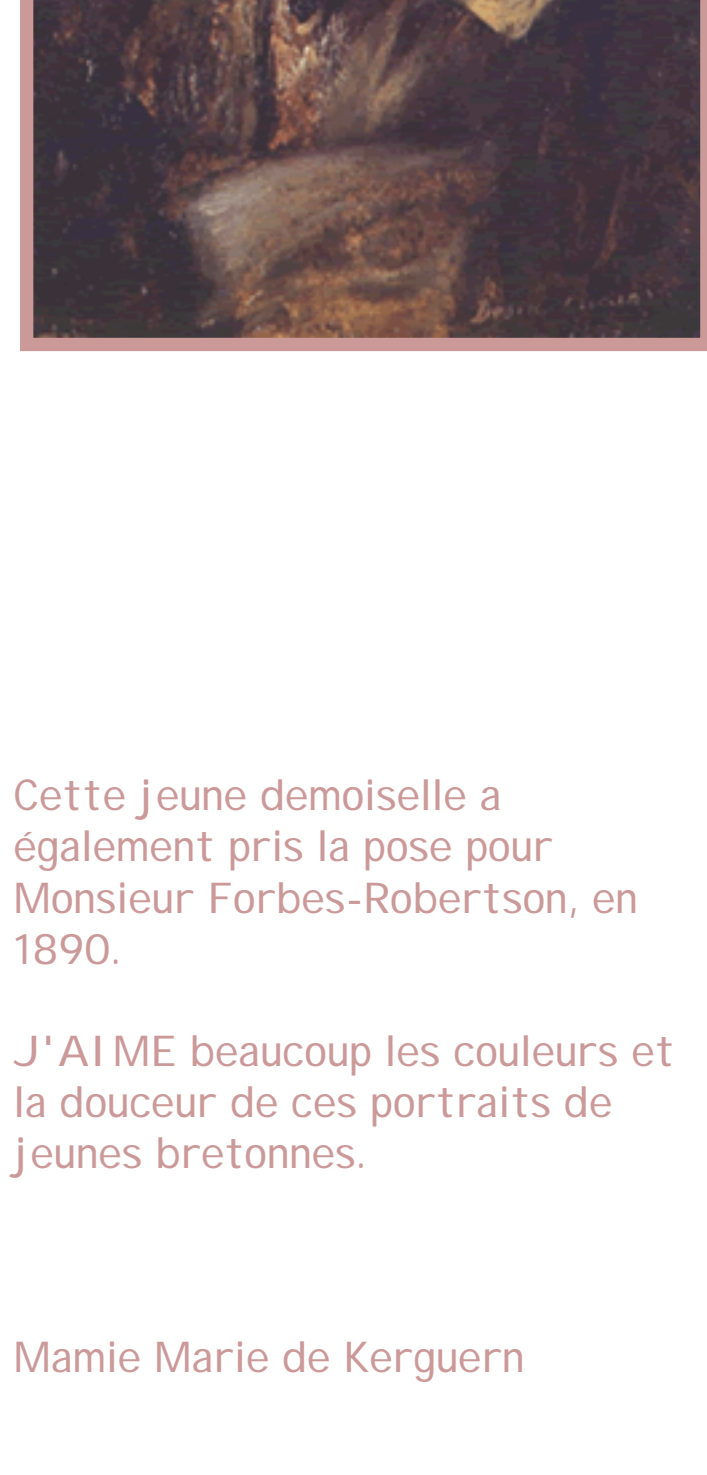 Cette jeune demoiselle a
également pris la pose pour
Monsieur Forbes-Robertson, en
1890.
J'AIME beaucoup les couleurs et
la douceur de ces portraits de
jeunes bretonnes.
Mamie Marie de Kerguern